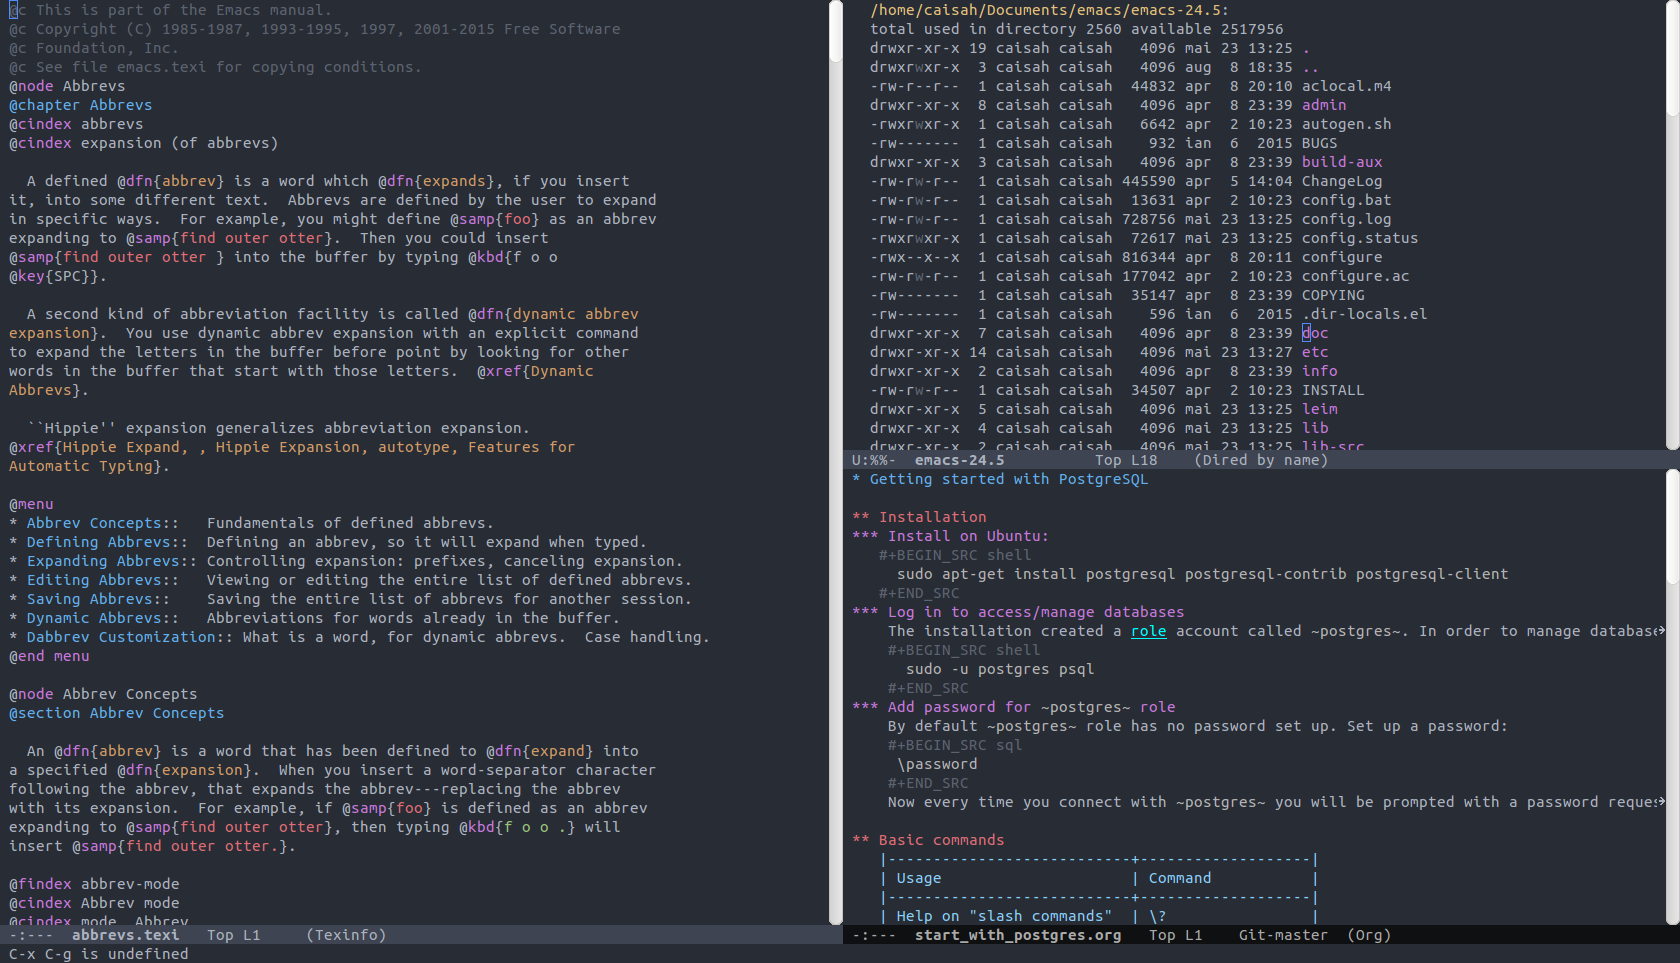 @c This is part of the Emacs manual.
@c Copyright (C) 1985-1987, 1993-1995, 1997, 2001-2015 Free Software
@c Foundation, Inc.
@c See file emacs.texi for copying conditions.
@node Abbrevs
@chapter Abbrevs
@cindex abbrevs
@cindex expansion (of abbrevs)

  A defined @dfn{abbrev} is a word which @dfn{expands}, if you insert
it, into some different text.  Abbrevs are defined by the user to expand
in specific ways.  For example, you might define @samp{foo} as an abbrev
expanding to @samp{find outer otter}.  Then you could insert
@samp{find outer otter } into the buffer by typing @kbd{f o o
@key{SPC}}.

  A second kind of abbreviation facility is called @dfn{dynamic abbrev
expansion}.  You use dynamic abbrev expansion with an explicit command
to expand the letters in the buffer before point by looking for other
words in the buffer that start with those letters.  @xref{Dynamic
Abbrevs}.

  ``Hippie'' expansion generalizes abbreviation expansion.
@xref{Hippie Expand, , Hippie Expansion, autotype, Features for
Automatic Typing}.

@menu
* Abbrev Concepts::   Fundamentals of defined abbrevs.
* Defining Abbrevs::  Defining an abbrev, so it will expand when typed.
* Expanding Abbrevs:: Controlling expansion: prefixes, canceling expansion.
* Editing Abbrevs::   Viewing or editing the entire list of defined abbrevs.
* Saving Abbrevs::    Saving the entire list of abbrevs for another session.
* Dynamic Abbrevs::   Abbreviations for words already in the buffer.
* Dabbrev Customization:: What is a word, for dynamic abbrevs.  Case handling.
@end menu

@node Abbrev Concepts
@section Abbrev Concepts

  An @dfn{abbrev} is a word that has been defined to @dfn{expand} into
a specified @dfn{expansion}.  When you insert a word-separator character
following the abbrev, that expands the abbrev---replacing the abbrev
with its expansion.  For example, if @samp{foo} is defined as an abbrev
expanding to @samp{find outer otter}, then typing @kbd{f o o .} will
insert @samp{find outer otter.}.

@findex abbrev-mode
@cindex Abbrev mode
@cindex mode, Abbrev
-:---  abbrevs.texi   Top L1     (Texinfo)
C-x C-g is undefined
/home/caisah/Documents/emacs/emacs-24.5:
total used in directory 2560 available 2517956
drwxr-xr-x 19 caisah caisah   4096 mai 23 13:25 .
drwxrwxr-x  3 caisah caisah   4096 aug  8 18:35 ..
-rw-r--r--  1 caisah caisah  44832 apr  8 20:10 aclocal.m4
drwxr-xr-x  8 caisah caisah   4096 apr  8 23:39 admin
-rwxrwxr-x  1 caisah caisah   6642 apr  2 10:23 autogen.sh
-rw-------  1 caisah caisah    932 ian  6  2015 BUGS
drwxr-xr-x  3 caisah caisah   4096 apr  8 23:39 build-aux
-rw-rw-r--  1 caisah caisah 445590 apr  5 14:04 ChangeLog
-rw-rw-r--  1 caisah caisah  13631 apr  2 10:23 config.bat
-rw-rw-r--  1 caisah caisah 728756 mai 23 13:25 config.log
-rwxrwxr-x  1 caisah caisah  72617 mai 23 13:25 config.status
-rwx--x--x  1 caisah caisah 816344 apr  8 20:11 configure
-rw-rw-r--  1 caisah caisah 177042 apr  2 10:23 configure.ac
-rw-------  1 caisah caisah  35147 apr  8 23:39 COPYING
-rw-------  1 caisah caisah    596 ian  6  2015 .dir-locals.el
drwxr-xr-x  7 caisah caisah   4096 apr  8 23:39 doc
drwxr-xr-x 14 caisah caisah   4096 mai 23 13:27 etc
drwxr-xr-x  2 caisah caisah   4096 apr  8 23:39 info
-rw-rw-r--  1 caisah caisah  34507 apr  2 10:23 INSTALL
drwxr-xr-x  5 caisah caisah   4096 mai 23 13:25 leim
drwxr-xr-x  4 caisah caisah   4096 mai 23 13:25 lib
drwxr-xr-x  2 caisah caisah   4096 mai 23 13:25 lib-src
U:%%-  emacs-24.5          Top L18    (Dired by name)
* Getting started with PostgreSQL

** Installation
*** Install on Ubuntu:
   #+BEGIN_SRC shell
     sudo apt-get install postgresql postgresql-contrib postgresql-client
   #+END_SRC
*** Log in to access/manage databases
    The installation created a role account called ~postgres~. In order to manage database
    #+BEGIN_SRC shell
      sudo -u postgres psql
    #+END_SRC
*** Add password for ~postgres~ role
    By default ~postgres~ role has no password set up. Set up a password:
    #+BEGIN_SRC sql
     \password
    #+END_SRC
    Now every time you connect with ~postgres~ you will be prompted with a password reques

** Basic commands
   |---------------------------+-------------------|
   | Usage                     | Command           |
   |---------------------------+-------------------|
   | Help on "slash commands"  | \?                |
-:---  start_with_postgres.org   Top L1    Git-master  (Org)